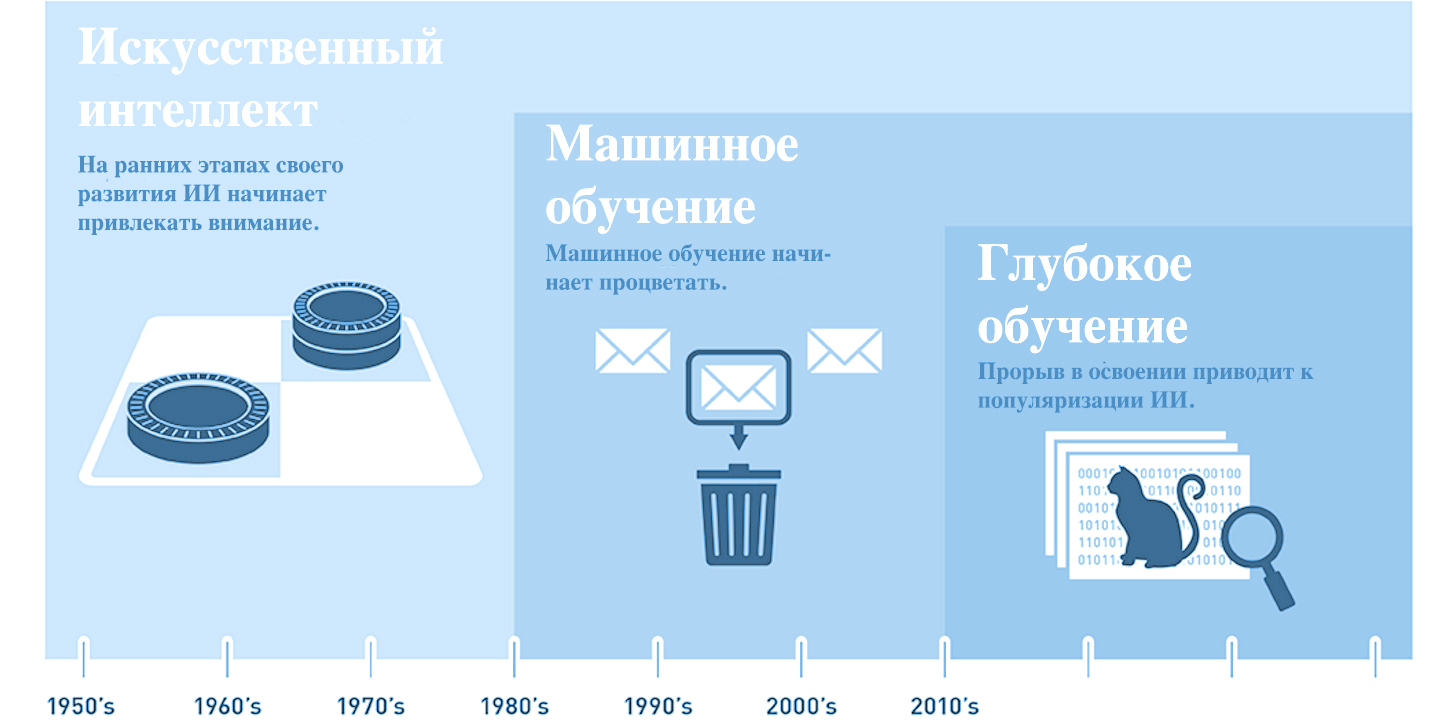 Искусственный
интеллект
На ранних этапах своего
развития ИИ начинает
привлекать внимание.
Машинное
обучение
Машинное обучение начи-
нает процветать.
Глубокое
обучение
Прорыв в освоении приводит к
популяризации ИИ.
1950's
1960's
1970's
1980's
1990's
2000's
2010's